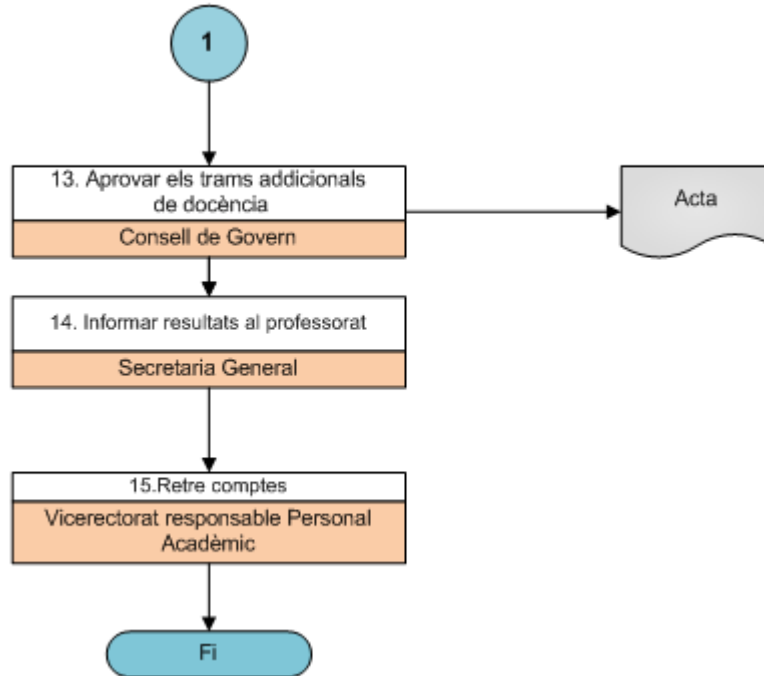 1
13. Aprovar els trams addicionals
de docència
Consell de Govern
Acta
14. Informar resultats al professorat
Secretaria General
15.Retre comptes
Vicerectorat responsable Personal
Acadèmic
Fi